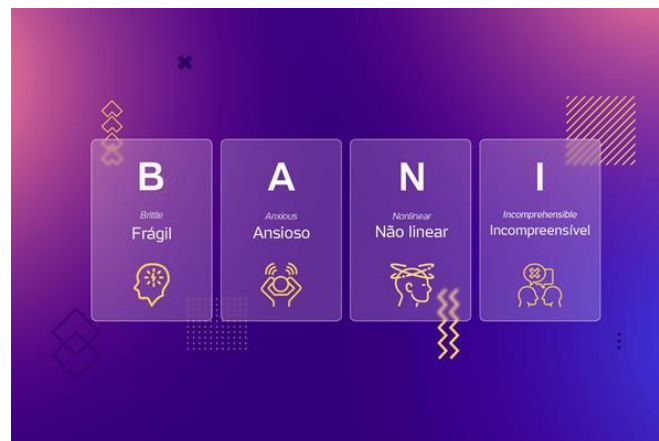 B
Brittle
Frágil
A
Anxious
Ansioso
N
Nonlinear
Não linear
I
Incomprehensible
Incompreensível